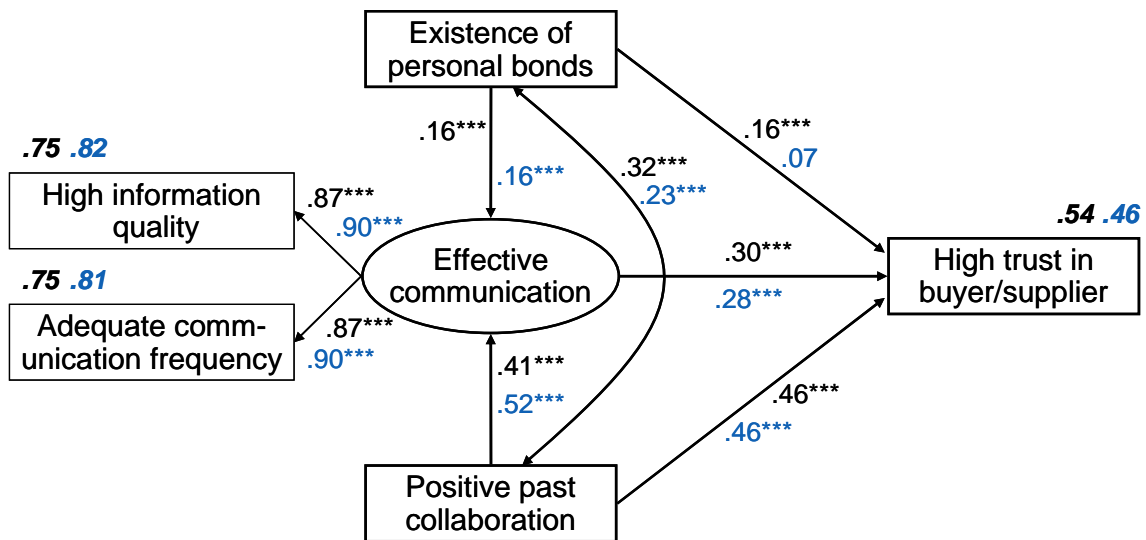 Existence of
personal bonds
.16***
.16***
.32***
.23***
.16***
.07
.75 .82
High information
quality
.87***
.90***
.75 .81
Adequate comm-
unication frequency
.87***
.90***
Effective
communication
.30***
.28***
.54 .46
High trust in
buyer/supplier
.41***
.52***
.46***
.46***
Positive past
collaboration